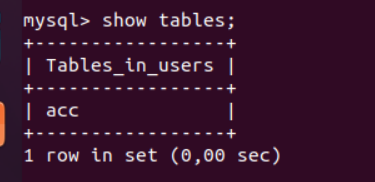 mysql> show tables;
+-----------------+
| Tables_in_users |
+-----------------+
| acc             |
+-----------------+
1 row in set (0,00 sec)